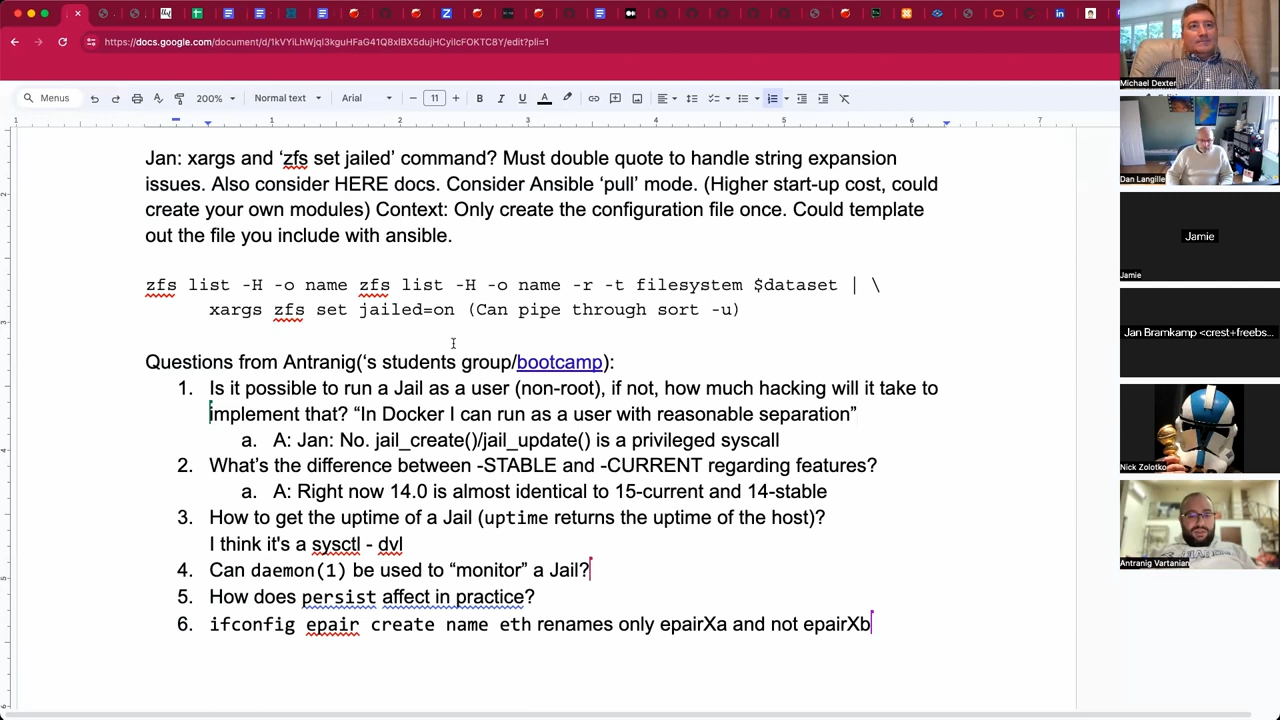 https://docs.google.com/document/d/1kVYiLhWjqI3kguHFaG41Q8xIBX5dujHCyiIcFOKTC8Y/edit?pli=1
Menus
200%
Normal text
Arial
11
1 1 2 3 4 5 6 7
Jan: xargs and ‘zfs set jailed’ command? Must double quote to handle string expansion
issues. Also consider HERE docs. Consider Ansible ‘pull’ mode. (Higher start-up cost, could
create your own modules) Context: Only create the configuration file once. Could template
out the file you include with ansible.
zfs list -H -o name zfs list -H -o name -r -t filesystem $dataset | \
xargs zfs set jailed=on (Can pipe through sort -u)
Questions from Antranig(‘s students group/bootcamp):
1. Is it possible to run a Jail as a user (non-root), if not, how much hacking will it take to
implement that? “In Docker I can run as a user with reasonable separation”
a. A: Jan: No. jail_create()/jail_update() is a privileged syscall
2. What’s the difference between -STABLE and -CURRENT regarding features?
a. A: Right now 14.0 is almost identical to 15-current and 14-stable
3. How to get the uptime of a Jail (uptime returns the uptime of the host)?
I think it's a sysctl - dvl
4. Can daemon(1) be used to “monitor” a Jail?
5. How does persist affect in practice?
6. ifconfig epair create name eth renames only epairXa and not epairXb
Michael Dexter
Dan Langille
Jamie
Jamie
Jan Bramkamp <crest+freebs...
Nick Zolotko
Antranig Vartanian